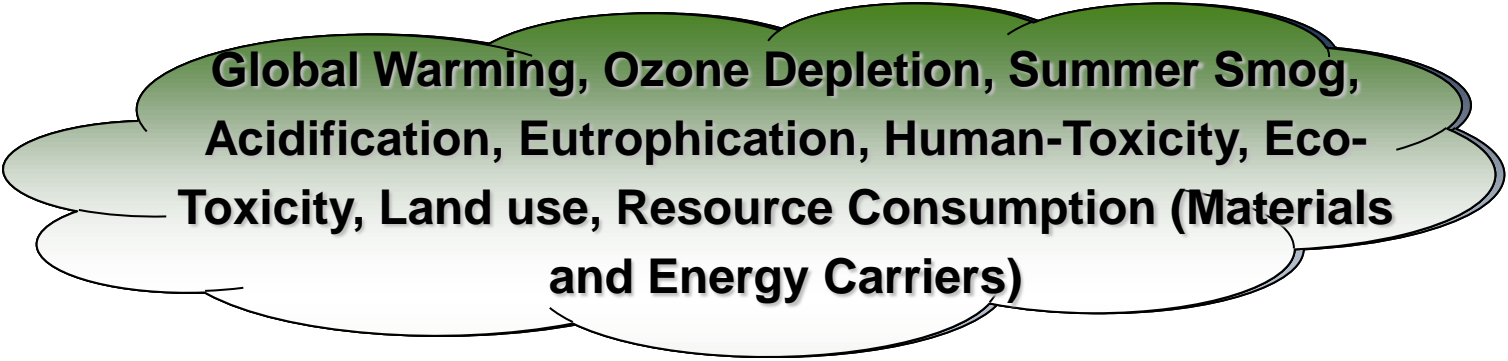 Global Warming, Ozone Depletion, Summer Smog,
Acidification, Eutrophication, Human-Toxicity, Eco-
Toxicity, Land use, Resource Consumption (Materials
and Energy Carriers)